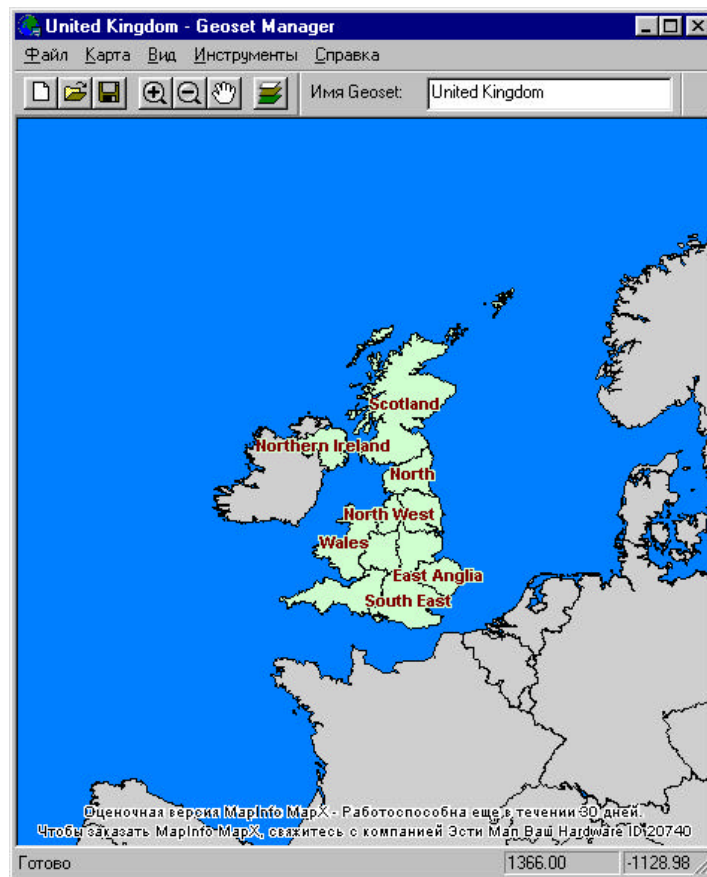 United Kingdom - Geoset Manager
Файл Карта Вид Инструменты Справка
Имя Geoset: United Kingdom
Scotland
Northern Ireland
North
North West
Wales
East Anglia
South East
Оценочная версия MapInfo MapX - Работоспособна еще в течении 30 дней.
Чтобы заказать MapInfo MapX, свяжитесь с компанией Эсти Мап Ваш Hardware ID 20740
Готово 1366.00 -1128.98